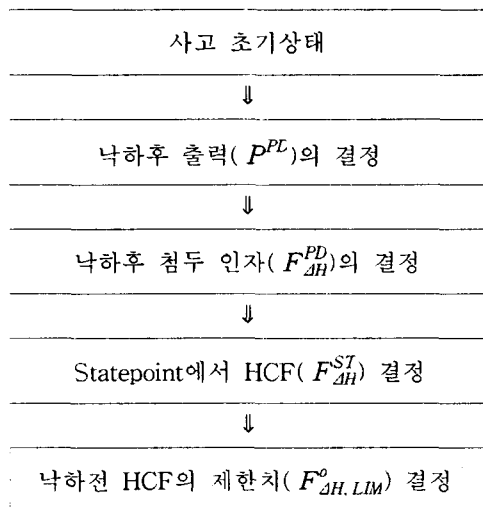 사고 초기상태
⇓
낙하후 출력( P^{PD})의 결정
⇓
낙하후 첨두 인자( F_{ΔH}^{PD})의 결정
⇓
Statepoint에서 HCF( F_{ΔH}^{ST}) 결정
⇓
낙하전 HCF의 제한치( F_{ΔH, LIM}^{o}) 결정